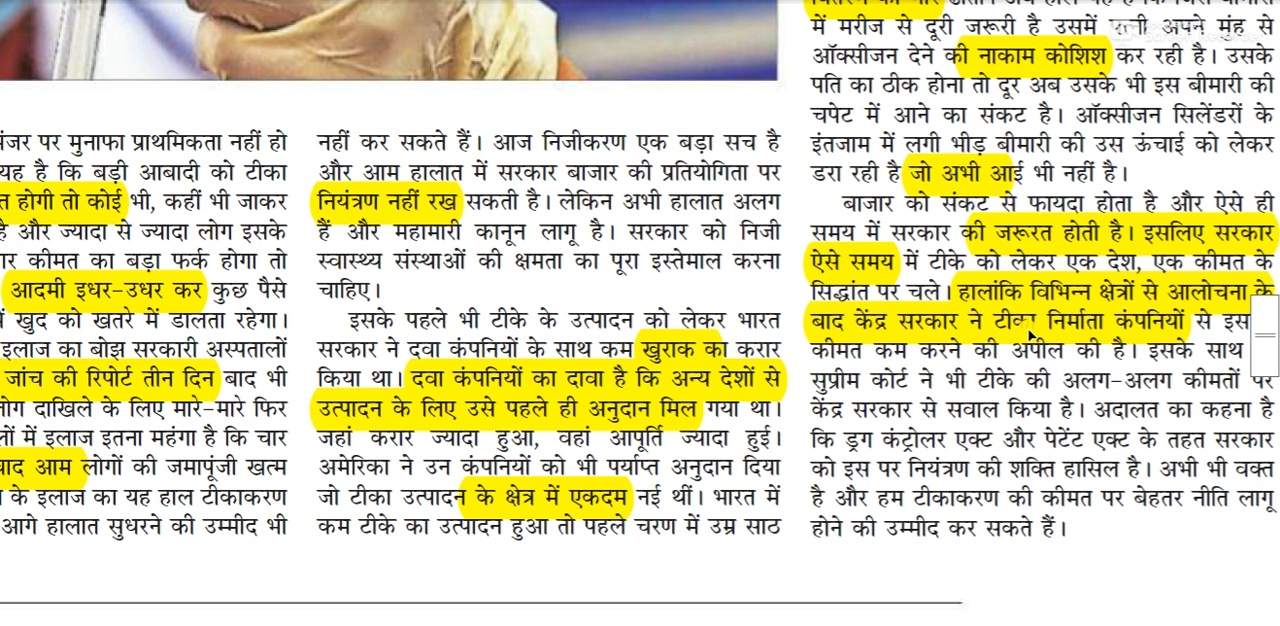 मंजर पर मुनाफा प्राथमिकता नहीं हो
यह है कि बड़ी आबादी को टीका
होगी तो कोई भी, कहीं भी जाकर
है और ज्यादा से ज्यादा लोग इसके
कीमत का बड़ा फर्क होगा तो
आदमी इधर-उधर कर कुछ पैसे
खुद को खतरे में डालता रहेगा।
इलाज का बोझ सरकारी अस्पतालों
जांच की रिपोर्ट तीन दिन बाद भी
लोग दाखिले के लिए मारे-मारे फिर
में इलाज इतना महंगा है कि चार
बाद आम लोगों की जमापूंजी खत्म
के इलाज का यह हाल टीकाकरण
आगे हालात सुधरने की उम्मीद भी
नहीं कर सकते हैं। आज निजीकरण एक बड़ा सच है
और आम हालात में सरकार बाजार की प्रतियोगिता पर
नियंत्रण नहीं रख सकती है। लेकिन अभी हालात अलग
हैं और महामारी कानून लागू है। सरकार को निजी
स्वास्थ्य संस्थाओं की क्षमता का पूरा इस्तेमाल करना
चाहिए।
इसके पहले भी टीके के उत्पादन को लेकर भारत
सरकार ने दवा कंपनियों के साथ कम खुराक का करार
किया था। दवा कंपनियों का दावा है कि अन्य देशों से
उत्पादन के लिए उसे पहले ही अनुदान मिल गया था।
जहां करार ज्यादा हुआ, वहां आपूर्ति ज्यादा हुई।
अमेरिका ने उन कंपनियों को भी पर्याप्त अनुदान दिया
जो टीका उत्पादन के क्षेत्र में एकदम नई थीं। भारत में
कम टीके का उत्पादन हुआ तो पहले चरण में उम्र साठ
में मरीज से दूरी जरूरी है उसमें पत्नी अपने मुंह से
ऑक्सीजन देने की नाकाम कोशिश कर रही है। उसके
पति का ठीक होना तो दूर अब उसके भी इस बीमारी की
चपेट में आने का संकट है। ऑक्सीजन सिलेंडरों के
इंतजाम में लगी भीड़ बीमारी की उस ऊंचाई को लेकर
डरा रही है जो अभी आई भी नहीं है।
बाजार को संकट से फायदा होता है और ऐसे ही
समय में सरकार की जरूरत होती है। इसलिए सरकार
ऐसे समय में टीके को लेकर एक देश, एक कीमत के
सिद्धांत पर चले। हालांकि विभिन्न क्षेत्रों से आलोचना के
बाद केंद्र सरकार ने टीका निर्माता कंपनियों से इस
कीमत कम करने की अपील की है। इसके साथ
सुप्रीम कोर्ट ने भी टीके की अलग-अलग कीमतों पर
केंद्र सरकार से सवाल किया है। अदालत का कहना है
कि ड्रग कंट्रोलर एक्ट और पेटेंट एक्ट के तहत सरकार
को इस पर नियंत्रण की शक्ति हासिल है। अभी भी वक्त
है और हम टीकाकरण की कीमत पर बेहतर नीति लागू
होने की उम्मीद कर सकते हैं।